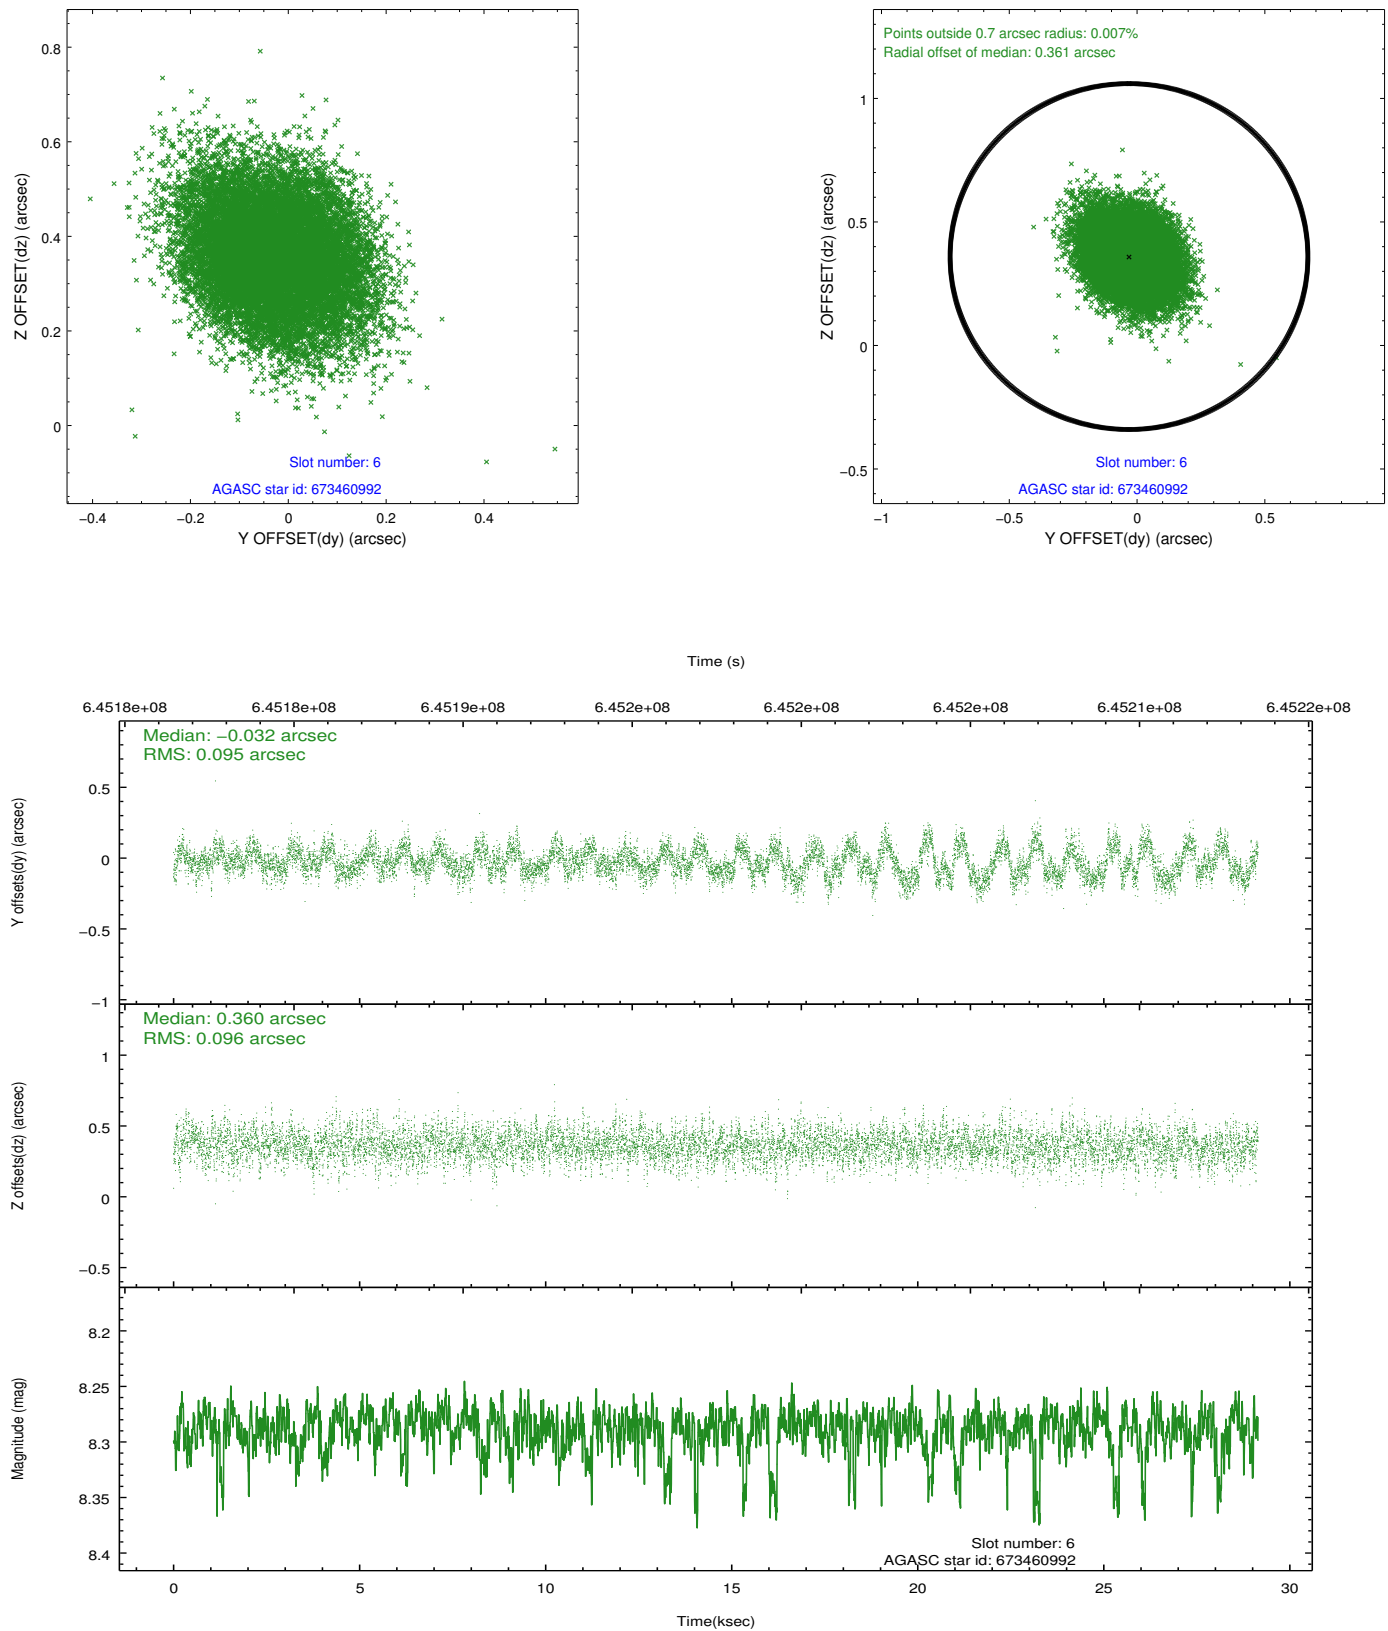 0.8
0.6
0.4
0.2
0
−0.4
−0.2
0
0.2
0.4
Z OFFSET(dz) (arcsec)
Y OFFSET(dy) (arcsec)
Slot number: 6
AGASC star id: 673460992
Points outside 0.7 arcsec radius: 0.007%
Radial offset of median: 0.361 arcsec
1
0.5
0
−0.5
−1
−0.5
0
0.5
Z OFFSET(dz) (arcsec)
Y OFFSET(dy) (arcsec)
Slot number: 6
AGASC star id: 673460992
Time (s)
6.4518e+08
6.4518e+08
6.4519e+08
6.452e+08
6.452e+08
6.452e+08
6.4521e+08
6.4522e+08
Median: −0.032 arcsec
RMS: 0.095 arcsec
0.5
0
−0.5
−1
Y offsets(dy) (arcsec)
Median: 0.360 arcsec
RMS: 0.096 arcsec
1
0.5
0
−0.5
Z offsets(dz) (arcsec)
8.2
8.25
8.3
8.35
8.4
Magnitude (mag)
Slot number: 6
AGASC star id: 673460992
0
5
10
15
20
25
30
Time(ksec)